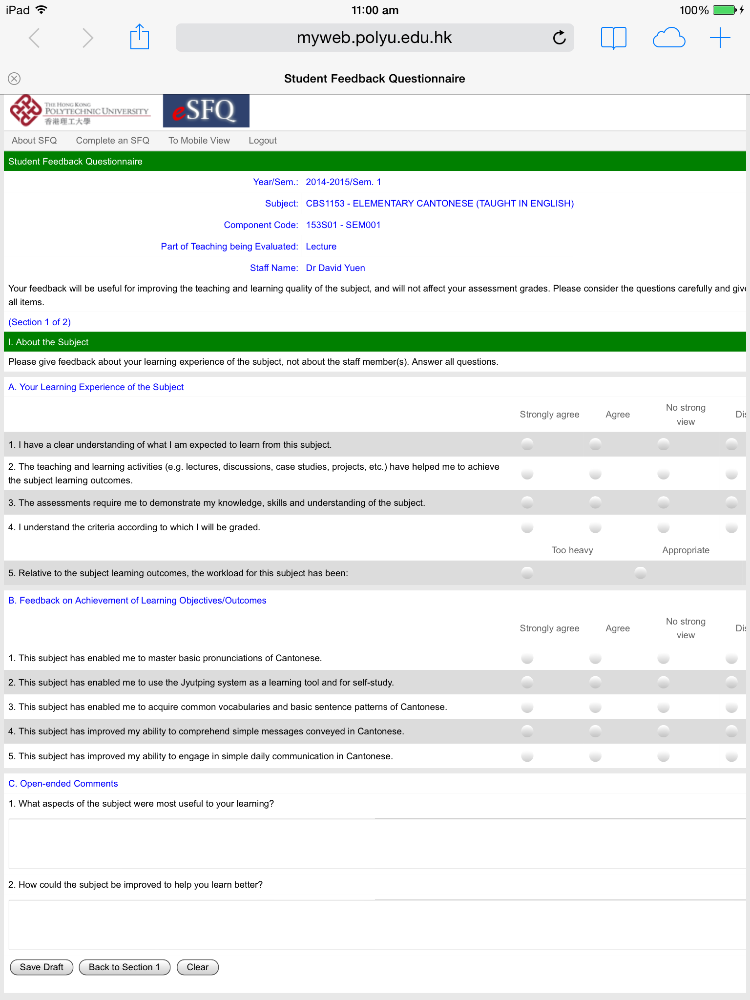 iPad
11:00 am
100%
myweb.polyu.edu.hk
Student Feedback Questionnaire
THE HONG KONG
POLYTECHNIC UNIVERSITY
香港理工大學
eSFQ
About SFQ Complete an SFQ To Mobile View Logout
Student Feedback Questionnaire
Year/Sem.: 2014-2015/Sem. 1
Subject: CBS1153 - ELEMENTARY CANTONESE (TAUGHT IN ENGLISH)
Component Code: 153S01 - SEM001
Part of Teaching being Evaluated: Lecture
Staff Name: Dr David Yuen
Your feedback will be useful for improving the teaching and learning quality of the subject, and will not affect your assessment grades. Please consider the questions carefully and give
all items.
(Section 1 of 2)
I. About the Subject
Please give feedback about your learning experience of the subject, not about the staff member(s). Answer all questions.
A. Your Learning Experience of the Subject
Strongly agree Agree No strong view Dis
1. I have a clear understanding of what I am expected to learn from this subject.
2. The teaching and learning activities (e.g. lectures, discussions, case studies, projects, etc.) have helped me to achieve
the subject learning outcomes.
3. The assessments require me to demonstrate my knowledge, skills and understanding of the subject.
4. I understand the criteria according to which I will be graded.
Too heavy Appropriate
5. Relative to the subject learning outcomes, the workload for this subject has been:
B. Feedback on Achievement of Learning Objectives/Outcomes
Strongly agree Agree No strong view Dis
1. This subject has enabled me to master basic pronunciations of Cantonese.
2. This subject has enabled me to use the Jyutping system as a learning tool and for self-study.
3. This subject has enabled me to acquire common vocabularies and basic sentence patterns of Cantonese.
4. This subject has improved my ability to comprehend simple messages conveyed in Cantonese.
5. This subject has improved my ability to engage in simple daily communication in Cantonese.
C. Open-ended Comments
1. What aspects of the subject were most useful to your learning?
2. How could the subject be improved to help you learn better?
Save Draft Back to Section 1 Clear